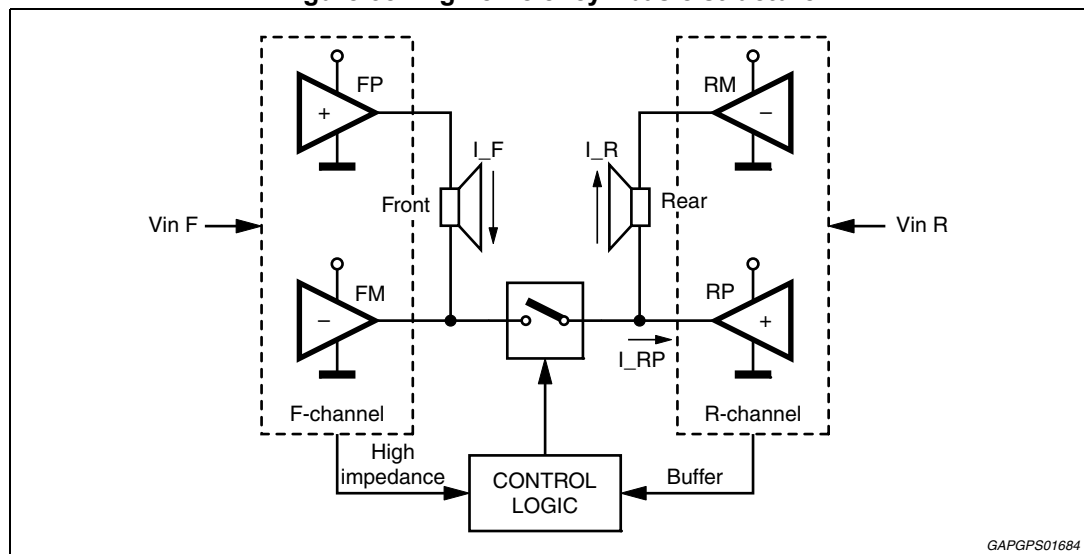 FP
RM
+
−
I_F
I_R
Front
Rear
Vin F
Vin R
FM
RP
−
+
I_RP
F-channel
R-channel
High
impedance
Buffer
CONTROL
LOGIC
GAPGPS01684